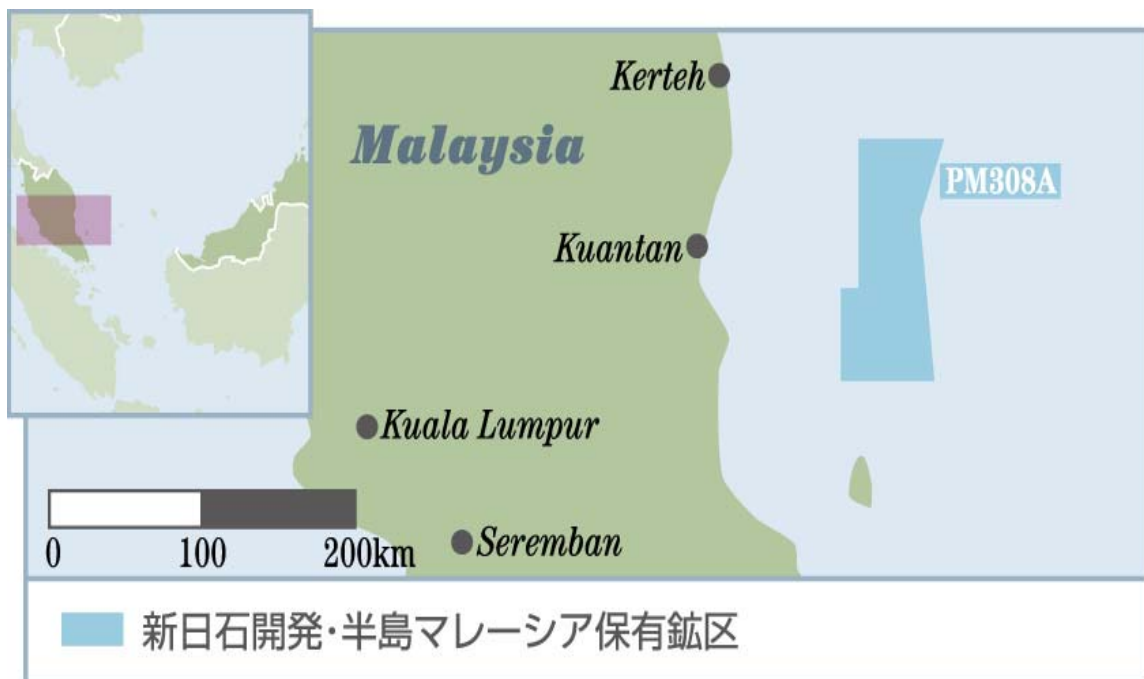 Kerteh
Malaysia
PM308A
Kuantan
Kuala Lumpur
Seremban
0 100 200km
新日石開発・半島マレーシア保有鉱区